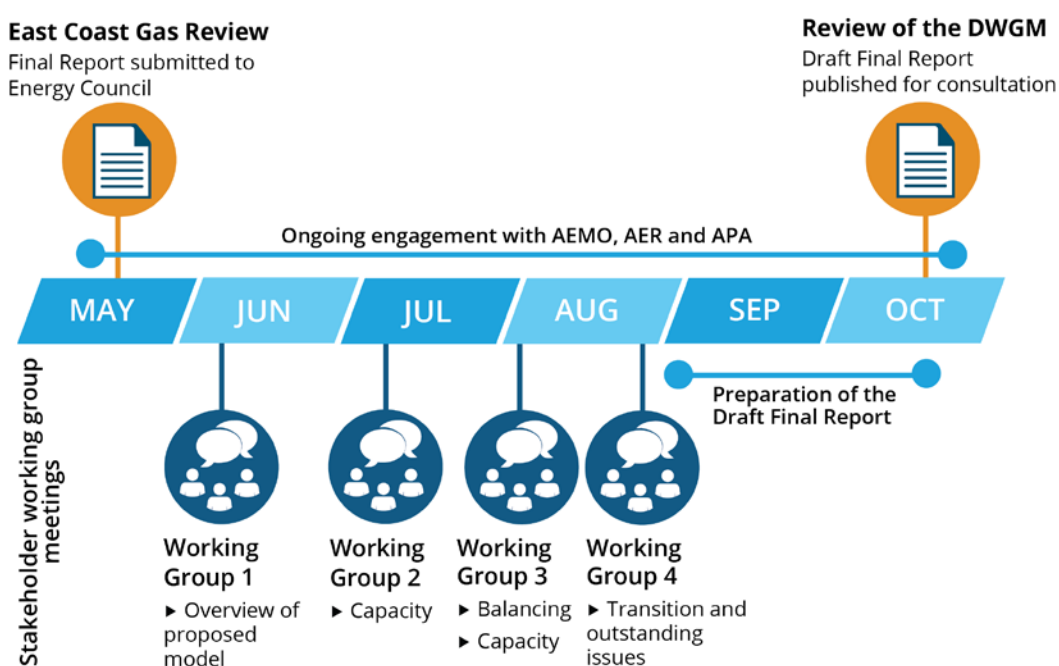 East Coast Gas Review
Final Report submitted to
Energy Council
Review of the DWGM
Draft Final Report
published for consultation
Ongoing engagement with AEMO, AER and APA
MAY
JUN
JUL
AUG
SEP
OCT
Preparation of the
Draft Final Report
Stakeholder working group
meetings
Working
Group 1
▶ Overview of
proposed
model
Working
Group 2
▶ Capacity
Working
Group 3
▶ Balancing
▶ Capacity
Working
Group 4
▶ Transition and
outstanding
issues